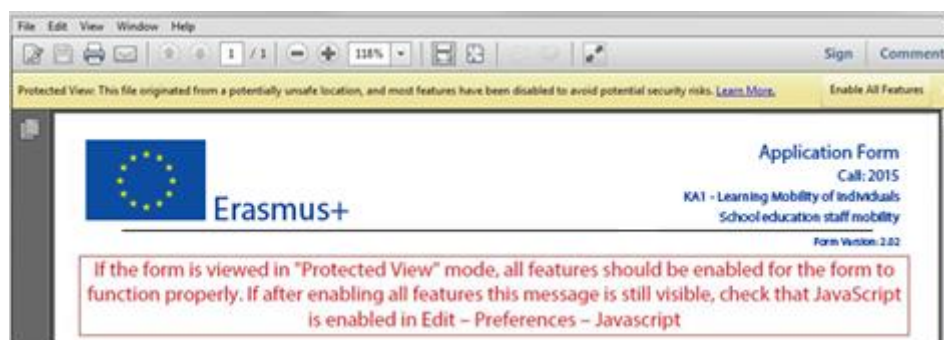 File Edit View Window Help
1 / 1 116% Sign Comment
Protected View: This file originated from a potentially unsafe location, and most features have been disabled to avoid potential security risks. Learn More. Enable All Features
Application Form
Call: 2015
KA1 - Learning Mobility of Individuals
Erasmus+
School education staff mobility
Form Version: 2.02
If the form is viewed in "Protected View" mode, all features should be enabled for the form to
function properly. If after enabling all features this message is still visible, check that JavaScript
is enabled in Edit – Preferences – Javascript